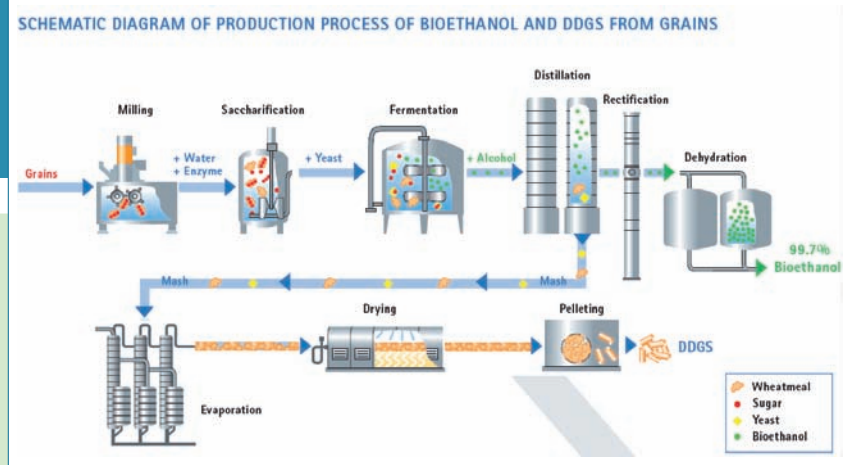 SCHEMATIC DIAGRAM OF PRODUCTION PROCESS OF BIOETHANOL AND DDGS FROM GRAINS
Distillation
Rectification
Milling
Saccharification
Fermentation
Dehydration
Grains
+ Water
+ Enzyme
+ Yeast
+ Alcohol
99.7%
Bioethanol
Mash
Mash
Drying
Pelleting
DDGS
Evaporation
Wheatmeal
Sugar
Yeast
Bioethanol